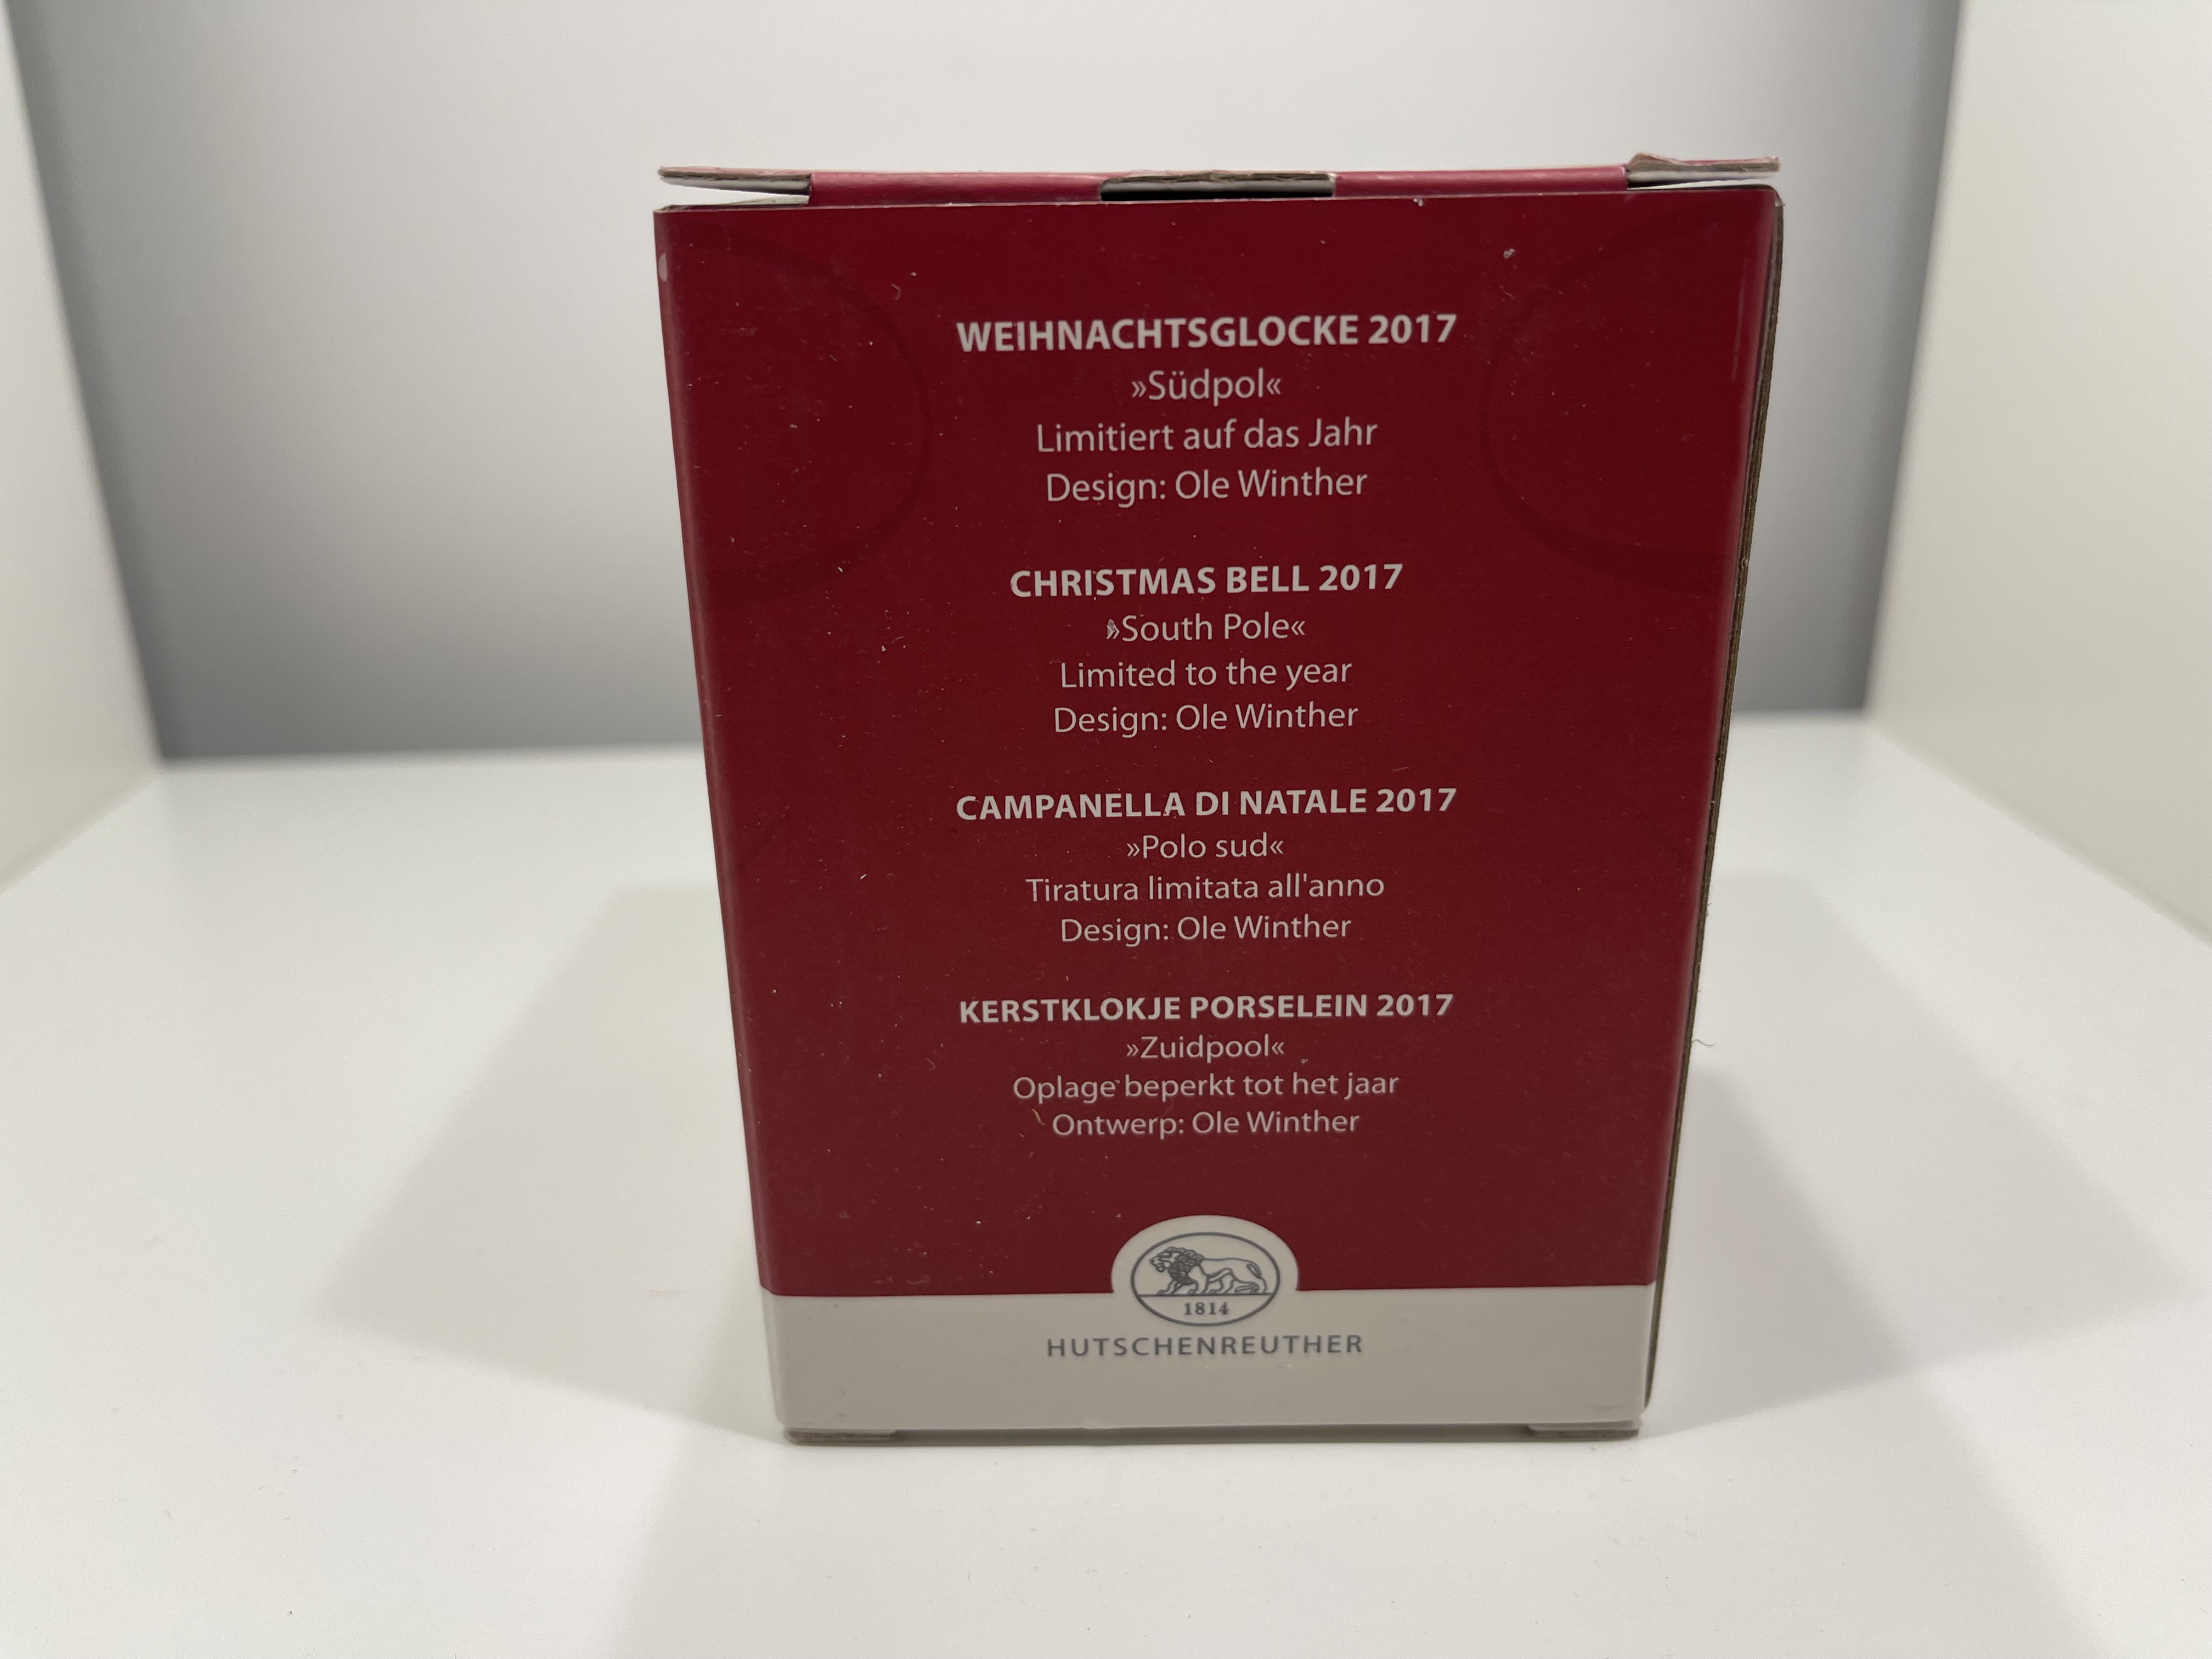 WEIHNACHTSGLOCKE 2017
»Südpol«
Limitiert auf das Jahr
Design: Ole Winther
CHRISTMAS BELL 2017
»South Pole«
Limited to the year
Design: Ole Winther
CAMPANELLA DI NATALE 2017
»Polo sud«
Tiratura limitata all'anno
Design: Ole Winther
KERSTKLOKJE PORSELEIN 2017
»Zuidpool«
Oplage beperkt tot het jaar
Ontwerp: Ole Winther
1814
HUTSCHENREUTHER